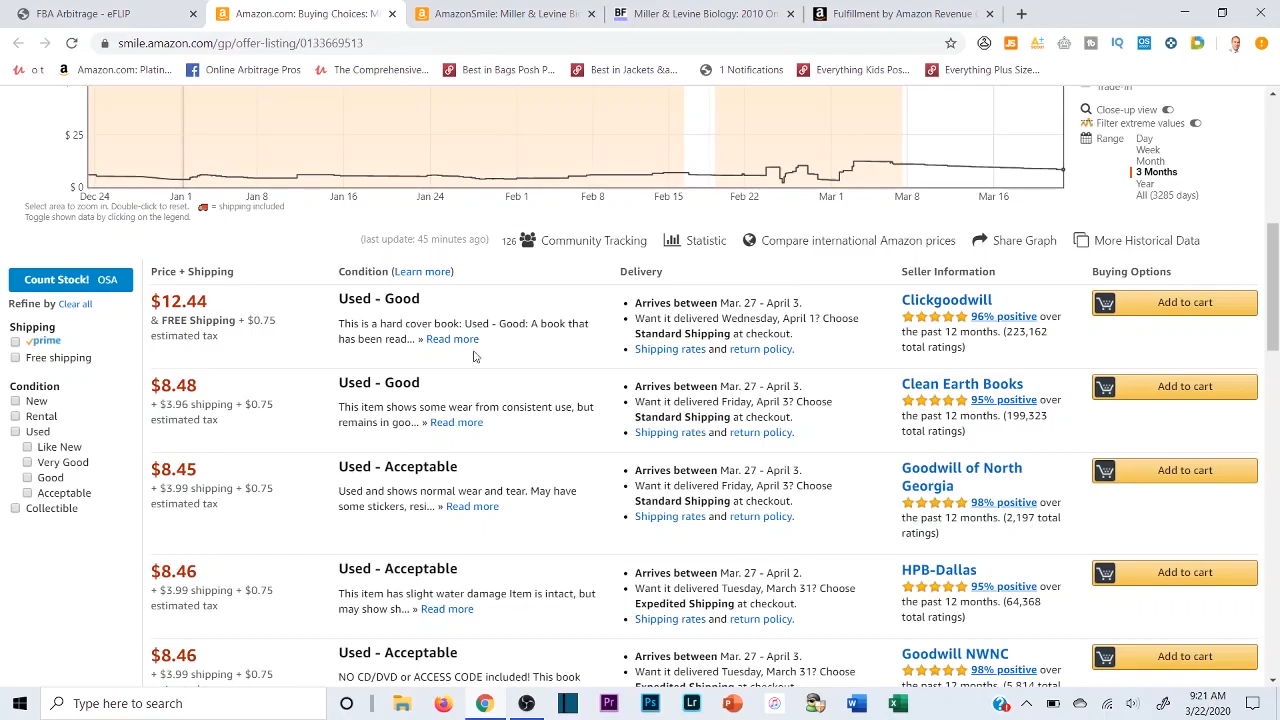 FBA Arbitrage - eFUP
Amazon.com: Buying Choices: M
AmazonSmile: Miller & Levine Bi
Miller & Levine Biology: 2010 On
Fulfillment by Amazon Revenue C
smile.amazon.com/gp/offer-listing/0133669513
o t
Amazon.com: Platin...
Online Arbitrage Pros
The Comprehensive...
Best in Bags Posh P...
Best in Jackets &a...
1 Notifications
Everything Kids Pos...
Everything Plus Size...
Trade-in
Close-up view
Filter extreme values
Range
Day
Week
Month
3 Months
Year
All (3285 days)
$ 25
$ 0
Dec 24 Jan 1 Jan 8 Jan 16 Jan 24 Feb 1 Feb 8 Feb 15 Feb 22 Mar 1 Mar 8 Mar 16
Select area to zoom in. Double-click to reset. = shipping included
Toggle shown data by clicking on the legend.
(last update: 45 minutes ago) 126 Community Tracking Statistic Compare international Amazon prices Share Graph More Historical Data
Count Stock! OSA
Refine by Clear all
Shipping
prime
Free shipping
Condition
New
Rental
Used
Like New
Very Good
Good
Acceptable
Collectible
Price + Shipping Condition (Learn more) Delivery Seller Information Buying Options
$12.44
& FREE Shipping + $0.75
estimated tax
Used - Good
This is a hard cover book: Used - Good: A book that
has been read... » Read more
Arrives between Mar. 27 - April 3.
Want it delivered Wednesday, April 1? Choose
Standard Shipping at checkout.
Shipping rates and return policy.
Clickgoodwill
96% positive over
the past 12 months. (223,162
total ratings)
Add to cart
$8.48
+ $3.96 shipping + $0.75
estimated tax
Used - Good
This item shows some wear from consistent use, but
remains in goo... » Read more
Arrives between Mar. 27 - April 3.
Want it delivered Friday, April 3? Choose
Standard Shipping at checkout.
Shipping rates and return policy.
Clean Earth Books
95% positive over
the past 12 months. (199,323
total ratings)
Add to cart
$8.45
+ $3.99 shipping + $0.75
estimated tax
Used - Acceptable
Used and shows normal wear and tear. May have
some stickers, resi... » Read more
Arrives between Mar. 27 - April 3.
Want it delivered Friday, April 3? Choose
Standard Shipping at checkout.
Shipping rates and return policy.
Goodwill of North
Georgia
98% positive over
the past 12 months. (2,197 total
ratings)
Add to cart
$8.46
+ $3.99 shipping + $0.75
estimated tax
Used - Acceptable
This item has slight water damage Item is intact, but
may show sh... » Read more
Arrives between Mar. 27 - April 2.
Want it delivered Tuesday, March 31? Choose
Expedited Shipping at checkout.
Shipping rates and return policy.
HPB-Dallas
95% positive over
the past 12 months. (64,368
total ratings)
Add to cart
$8.46
+ $3.99 shipping + $0.75
Used - Acceptable
NO CD/DVD or ACCESS CODE included! This book
Arrives between Mar. 27 - April 3.
Want it delivered Tuesday, March 31? Choose
Expedited Shipping at checkout.
Goodwill NWNC
98% positive over
the past 12 months. (5,814 total
Add to cart
Type here to search
9:21 AM
3/22/2020